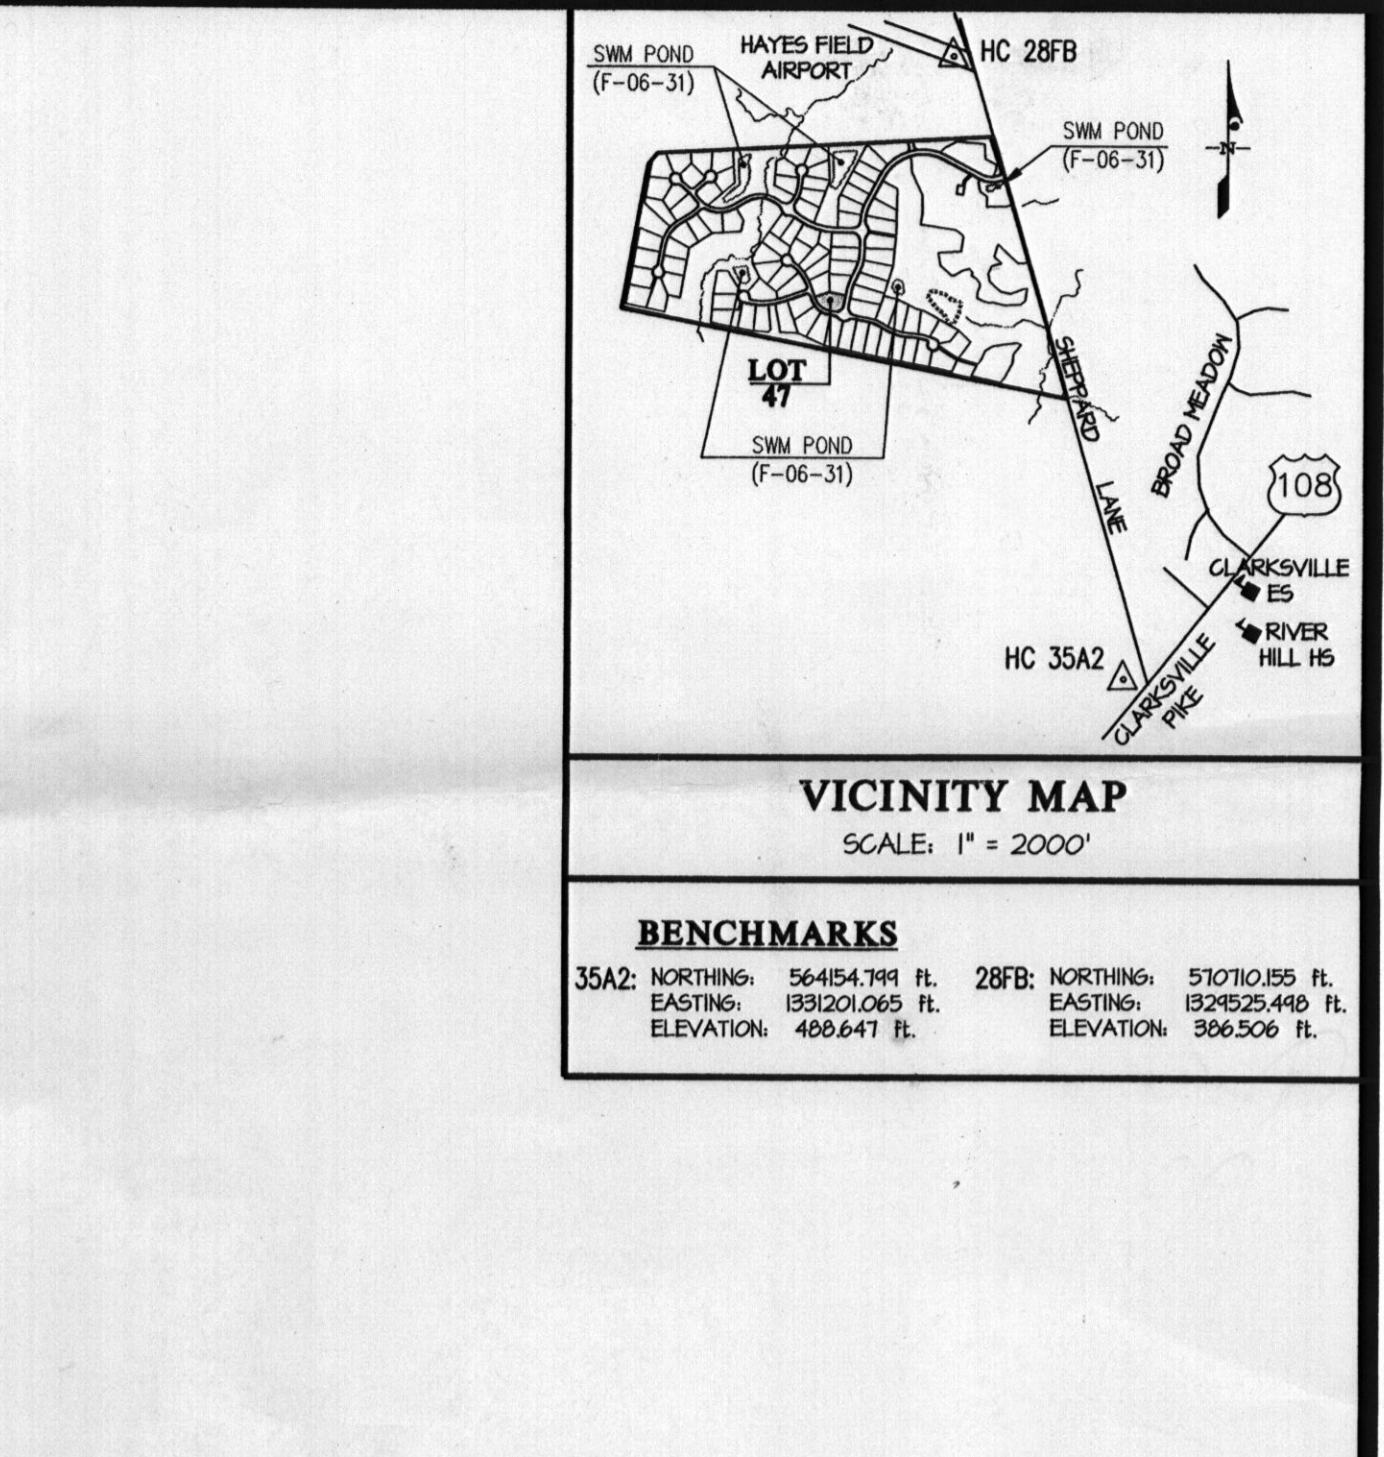 HAYES FIELD
AIRPORT
HC 28FB
SWM POND
(F-06-31)
SWM POND
(F-06-31)
N
LOT
47
SWM POND
(F-06-31)
SHEPPARD LANE
BROAD MEADOW
108
CLARKSVILLE
ES
RIVER
HILL HS
HC 35A2
CLARKSVILLE
PIKE
VICINITY MAP
SCALE: 1" = 2000'
BENCHMARKS
35A2: NORTHING: 564154.799 ft. 28FB: NORTHING: 570710.155 ft.
EASTING: 1331201.065 ft. EASTING: 1329525.498 ft.
ELEVATION: 488.647 ft. ELEVATION: 386.506 ft.